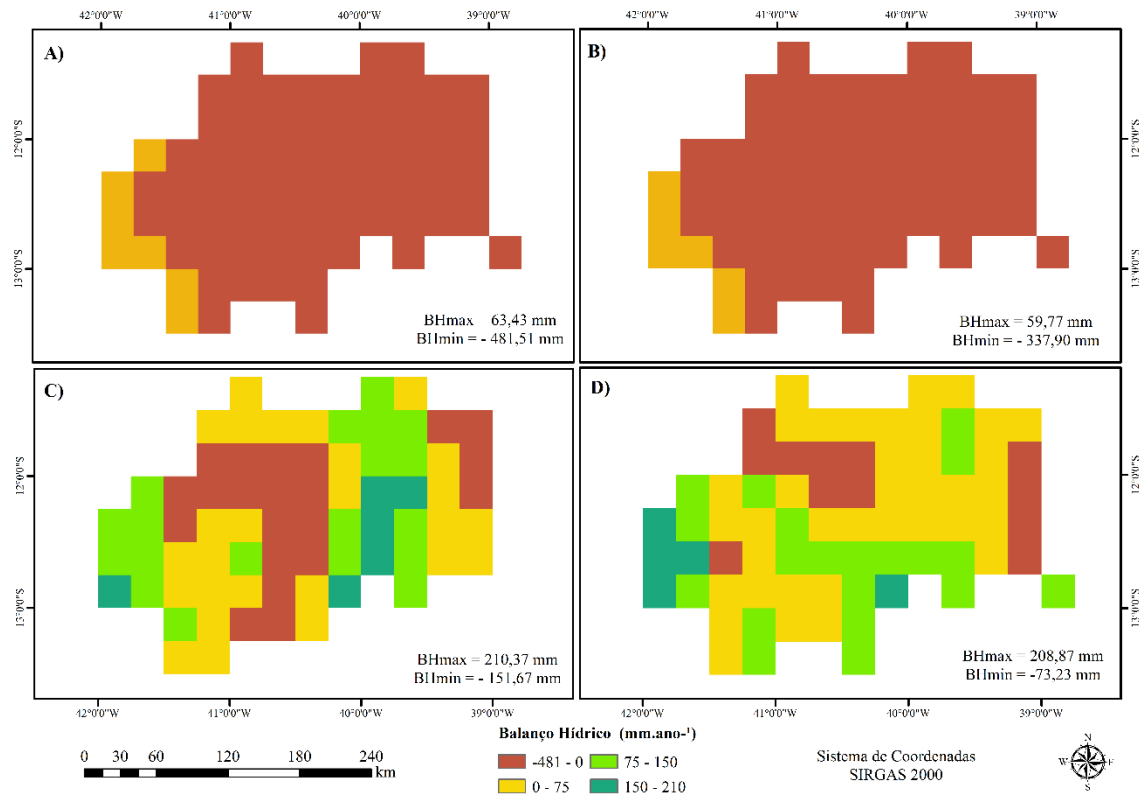 42°0'0"W 41°0'0"W 40°0'0"W 39°0'0"W
42°0'0"W 41°0'0"W 40°0'0"W 39°0'0"W
A)
B)
12°0'0"S
12°0'0"S
13°0'0"S
13°0'0"S
BHmax 63,43 mm
BHmin = - 481,51 mm
BHmax = 59,77 mm
BHmin = - 337,90 mm
C)
D)
12°0'0"S
12°0'0"S
13°0'0"S
13°0'0"S
BHmax = 210,37 mm
BHmin = - 151,67 mm
BHmax = 208,87 mm
BHmin = -73,23 mm
42°0'0"W 41°0'0"W 40°0'0"W 39°0'0"W
42°0'0"W 41°0'0"W 40°0'0"W 39°0'0"W
0 30 60 120 180 240
km
Balanço Hídrico (mm.ano-¹)
-481 - 0 75 - 150
0 - 75 150 - 210
Sistema de Coordenadas
SIRGAS 2000
N
W E
S